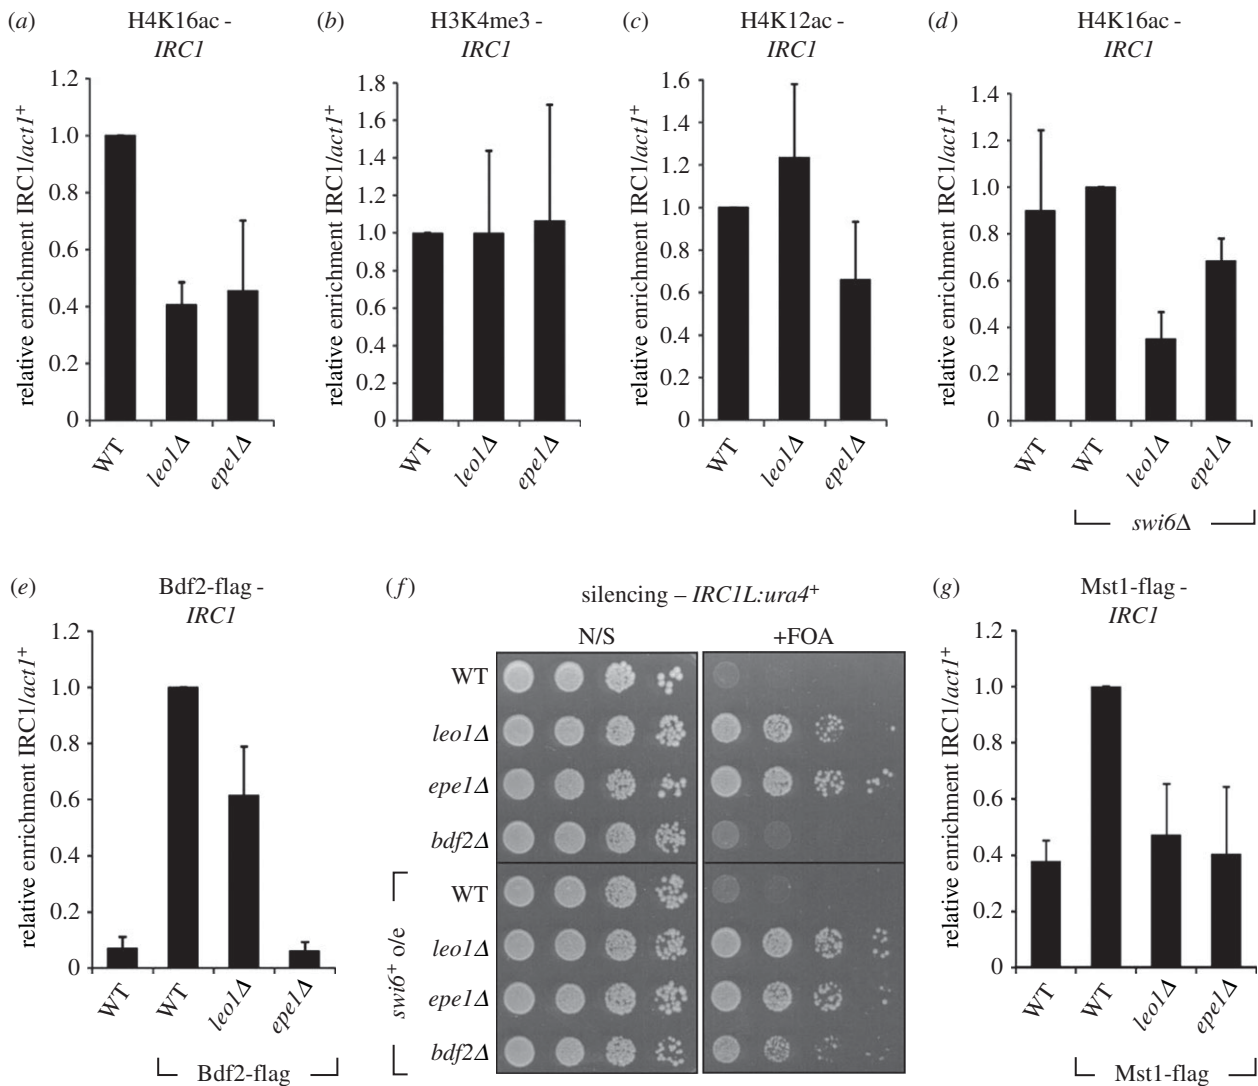 (a)
H4K16ac -
IRC1
relative enrichment IRC1/act1+
1.2
1.0
0.8
0.6
0.4
0.2
0
WT
leo1Δ
epe1Δ
(b)
H3K4me3 -
IRC1
relative enrichment IRC1/act1+
1.8
1.6
1.4
1.2
1.0
0.8
0.6
0.4
0.2
0
WT
leo1Δ
epe1Δ
(c)
H4K12ac -
IRC1
relative enrichment IRC1/act1+
1.6
1.4
1.2
1.0
0.8
0.6
0.4
0.2
0
WT
leo1Δ
epe1Δ
(d)
H4K16ac -
IRC1
relative enrichment IRC1/act1+
1.4
1.2
1.0
0.8
0.6
0.4
0.2
0
WT
WT
leo1Δ
epe1Δ
swi6Δ
(e)
Bdf2-flag -
IRC1
relative enrichment IRC1/act1+
1.2
1.0
0.8
0.6
0.4
0.2
0
WT
WT
leo1Δ
epe1Δ
Bdf2-flag
(f)
silencing – IRC1L:ura4+
N/S
+FOA
WT
leo1Δ
epe1Δ
bdf2Δ
swi6+ o/e
WT
leo1Δ
epe1Δ
bdf2Δ
(g)
Mst1-flag -
IRC1
relative enrichment IRC1/act1+
1.2
1.0
0.8
0.6
0.4
0.2
0
WT
WT
leo1Δ
epe1Δ
Mst1-flag